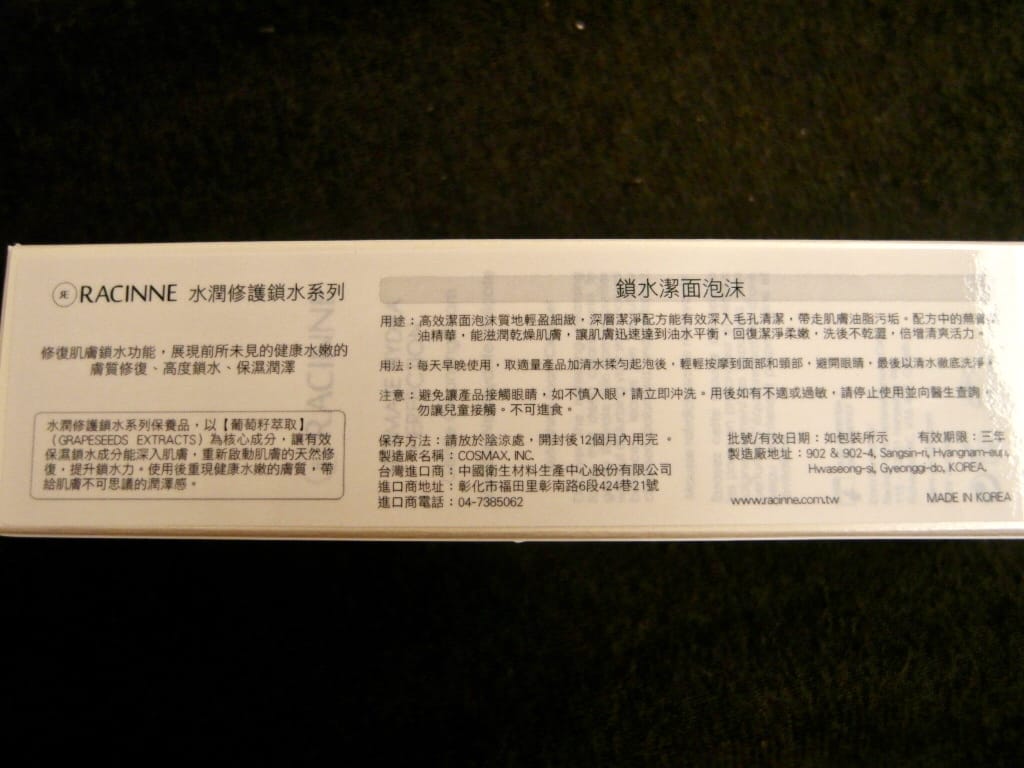 RACINNE 水潤修護鎖水系列
修復肌膚鎖水功能，展現前所未見的健康水嫩的
膚質修復、高度鎖水、保濕潤澤
水潤修護鎖水系列保養品，以【葡萄籽萃取】
(GRAPESEEDS EXTRACTS)為核心成分，讓有效
保濕鎖水成分能深入肌膚，重新啟動肌膚的天然修
復，提升鎖水力。使用後重現健康水嫩的膚質，帶
給肌膚不可思議的潤澤感。
鎖水潔面泡沫
用途：高效潔面泡沫質地輕盈細緻，深層潔淨配方能有效深入毛孔清潔，帶走肌膚油脂污垢。配方中的蕪
油精華，能滋潤乾燥肌膚，讓肌膚迅速達到油水平衡，回復潔淨柔嫩，洗後不乾澀，倍增清爽活力。
用法：每天早晚使用，取適量產品加清水揉勻起泡後，輕輕按摩到面部和頸部，避開眼睛，最後以清水徹底洗淨
注意：避免讓產品接觸眼睛，如不慎入眼，請立即沖洗。用後如有不適或過敏，請停止使用並向醫生查詢
勿讓兒童接觸。不可進食。
保存方法：請放於陰涼處，開封後12個月內用完。
製造廠名稱：COSMAX, INC.
台灣進口商：中國衛生材料生產中心股份有限公司
進口商地址：彰化市福田里彰南路6段424巷21號
進口商電話：04-7385062
批號/有效日期：如包裝所示 有效期限：三年
製造廠地址：902 & 902-4, Sangsin-ri, Hyangnam-eup,
Hwaseong-si, Gyeonggi-do, KOREA.
www.racinne.com.tw MADE IN KOREA